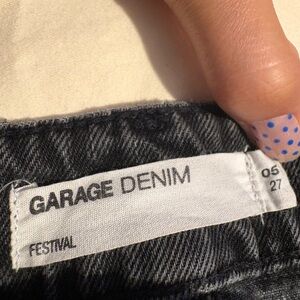 GARAGE DENIM
05
27
FESTIVAL